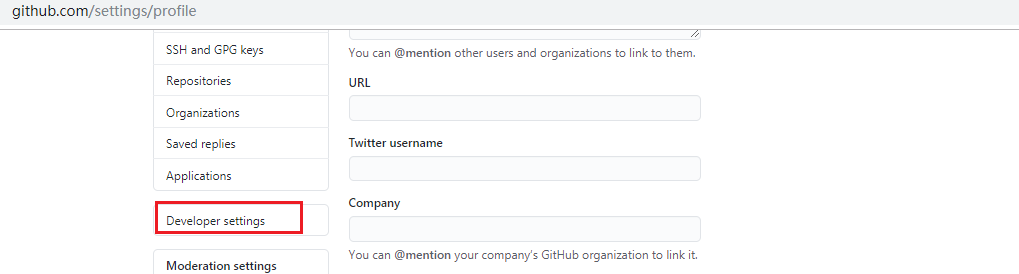 github.com/settings/profile
SSH and GPG keys
Repositories
Organizations
Saved replies
Applications
Developer settings
Moderation settings
You can @mention other users and organizations to link to them.
URL
Twitter username
Company
You can @mention your company's GitHub organization to link it.